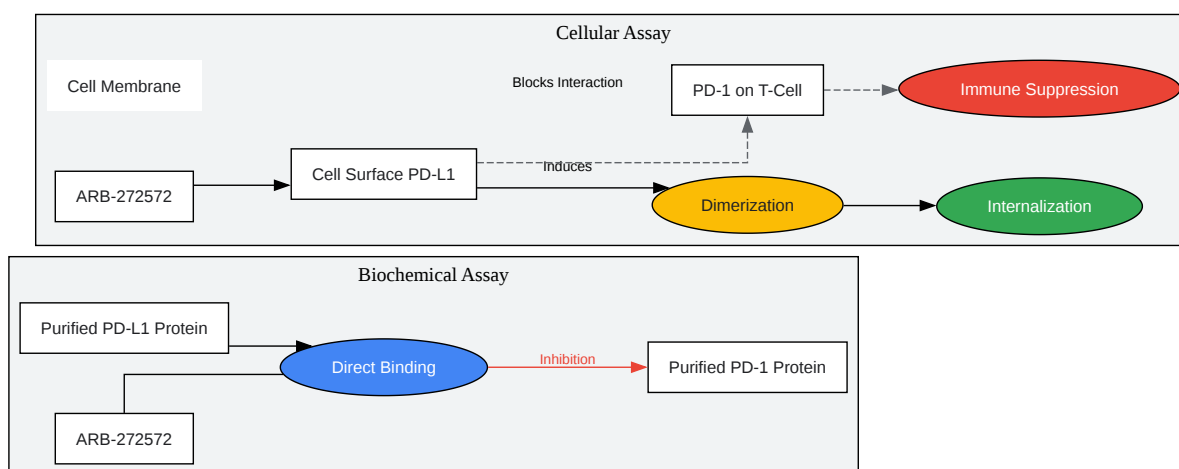 Cellular Assay
Cell Membrane
Blocks Interaction
PD-1 on T-Cell
Immune Suppression
ARB-272572
Cell Surface PD-L1
Induces
Dimerization
Internalization
Biochemical Assay
Purified PD-L1 Protein
Direct Binding
Inhibition
Purified PD-1 Protein
ARB-272572